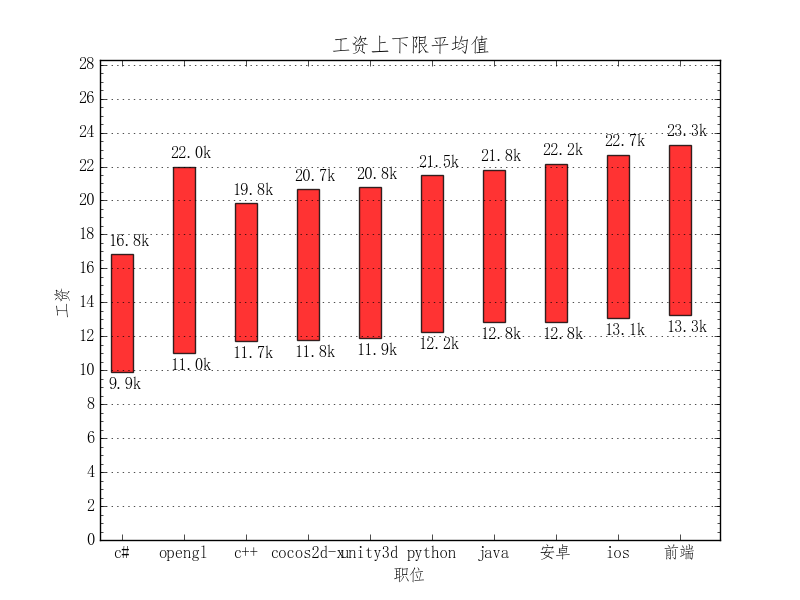 工资上下限平均值
28
26
24
22
20
18
16
14
12
10
8
6
4
2
0
工资
16.8k
22.0k
19.8k
20.7k
20.8k
21.5k
21.8k
22.2k
22.7k
23.3k
9.9k
11.0k
11.7k
11.8k
11.9k
12.2k
12.8k
12.8k
13.1k
13.3k
c# opengl c++ cocos2d-x unity3d python java 安卓 ios 前端
职位